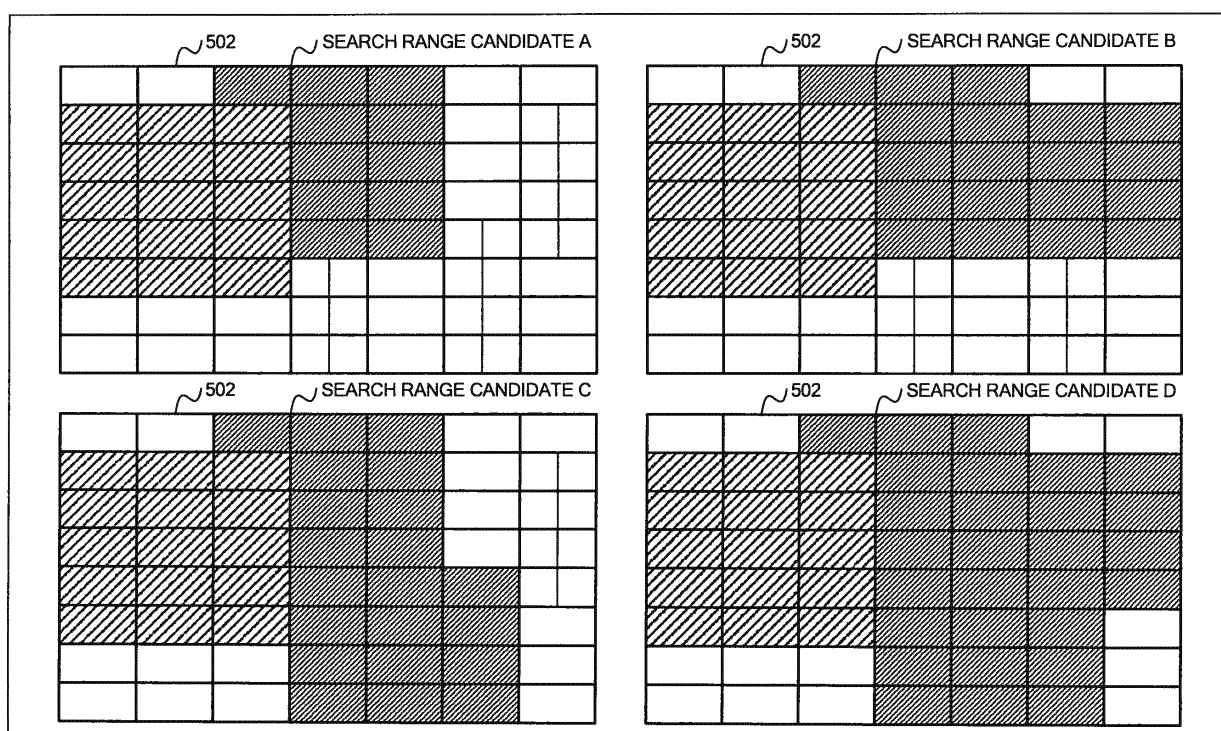 502 SEARCH RANGE CANDIDATE A
502 SEARCH RANGE CANDIDATE B
502 SEARCH RANGE CANDIDATE C
502 SEARCH RANGE CANDIDATE D